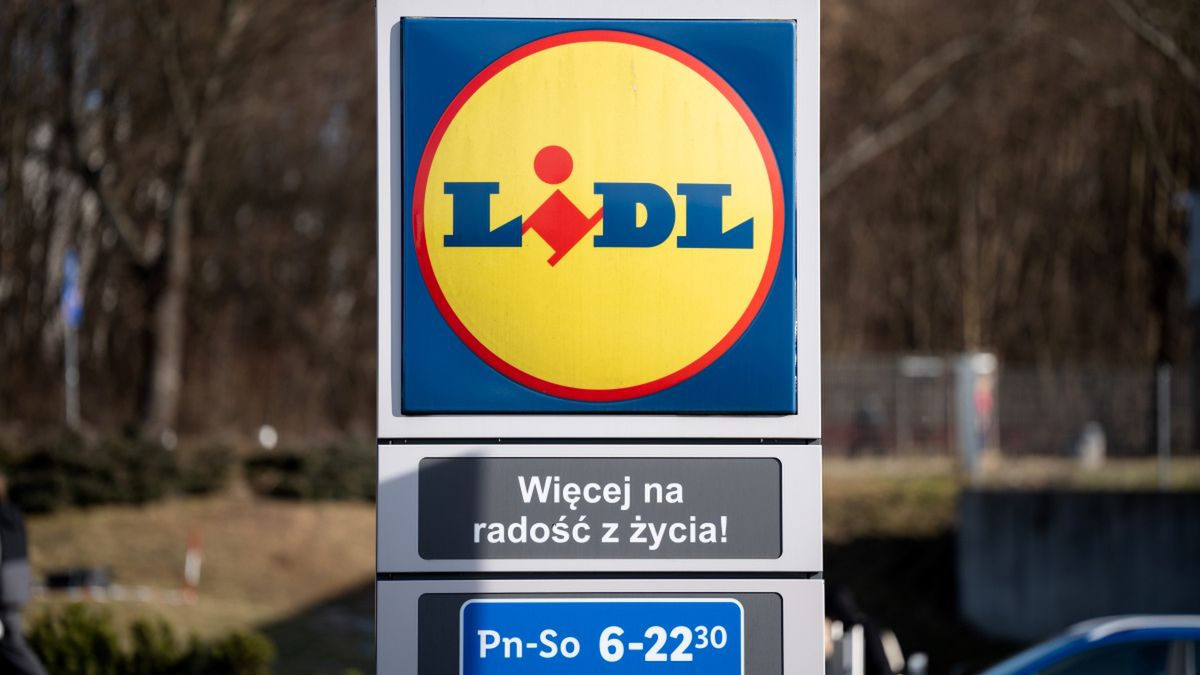 LIDL
Więcej na
radość z życia!
Pn-So 6-22³⁰